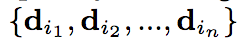 {d_{i_1}, d_{i_2}, ..., d_{i_n}}